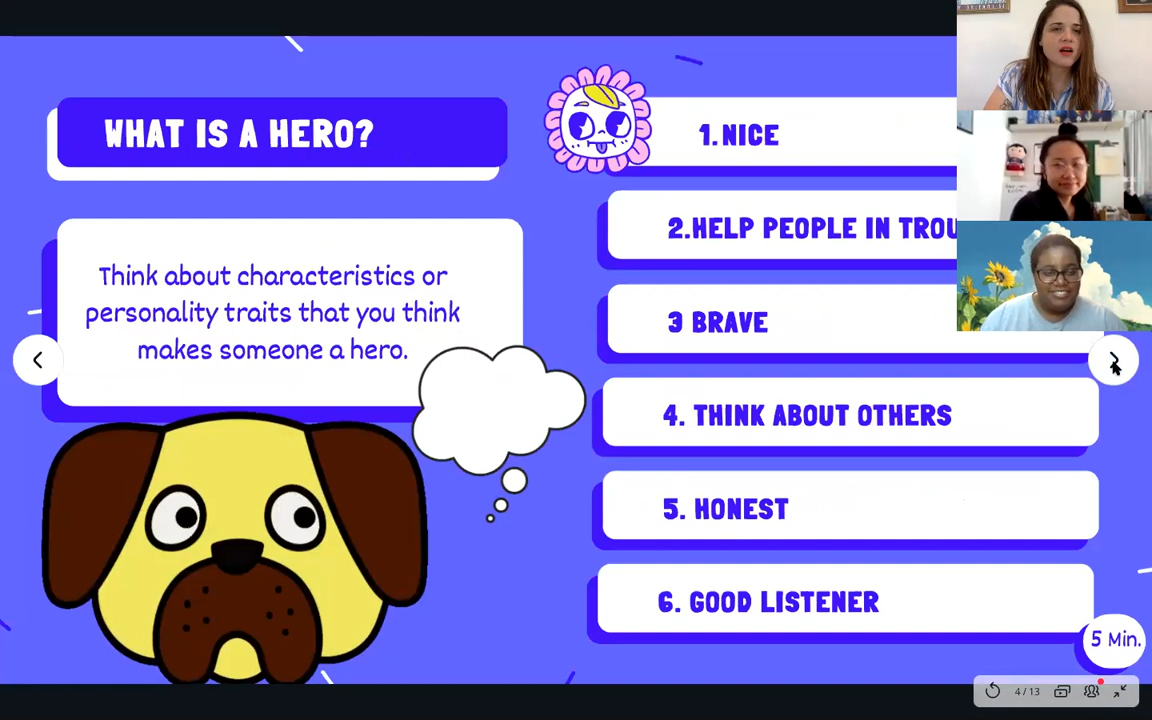 WHAT IS A HERO?
Think about characteristics or
personality traits that you think
makes someone a hero.
1. NICE
2.HELP PEOPLE IN TROU
3 BRAVE
4. THINK ABOUT OTHERS
5. HONEST
6. GOOD LISTENER
5 Min.
4 / 13